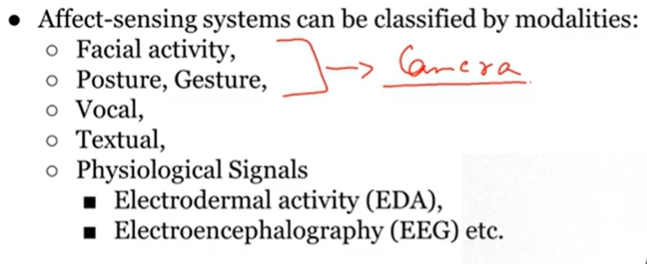 ● Affect-sensing systems can be classified by modalities:
○ Facial activity,
○ Posture, Gesture,
Camera
○ Vocal,
○ Textual,
○ Physiological Signals
■ Electrodermal activity (EDA),
■ Electroencephalography (EEG) etc.